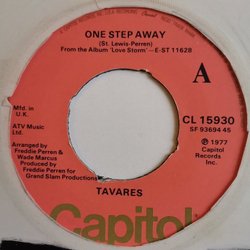 ONE STEP AWAY
(St. Lewis-Perren)
From the Album 'Love Storm' – E-ST 11628
A
Made in
U.K.
ATV Music
Ltd.
CL 15930
SF 93694 45
℗ 1977
Capitol
Records
Inc.
Arranged by
Freddie Perren &
Wade Marcus
Produced by
Freddie Perren for
Grand Slam Productions
TAVARES
Capitol